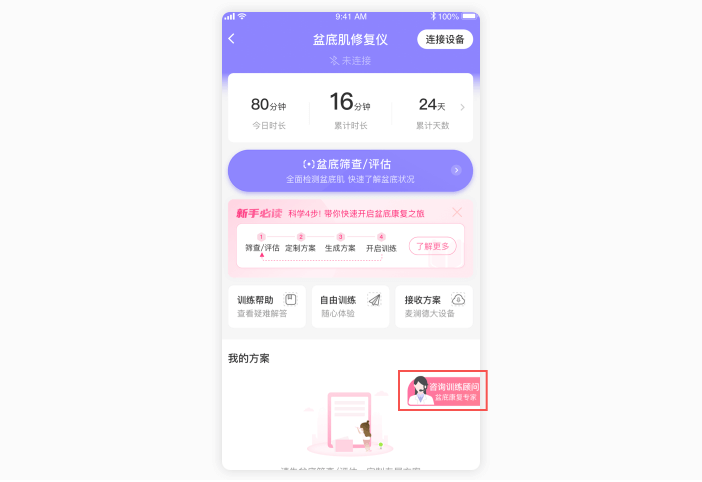 9:41 AM 100%
盆底肌修复仪 连接设备
未连接
80分钟 16分钟 24天
今日时长 累计时长 累计天数
盆底筛查/评估
全面检测盆底肌 快速了解盆底状况
新手必读 科学4步! 带你快速开启盆底康复之旅
1 2 3 4
筛查/评估 定制方案 生成方案 开启训练 了解更多
训练帮助 自由训练 接收方案
查看疑难解答 随心体验 麦澜德大设备
我的方案
咨询训练顾问
盆底康复专家